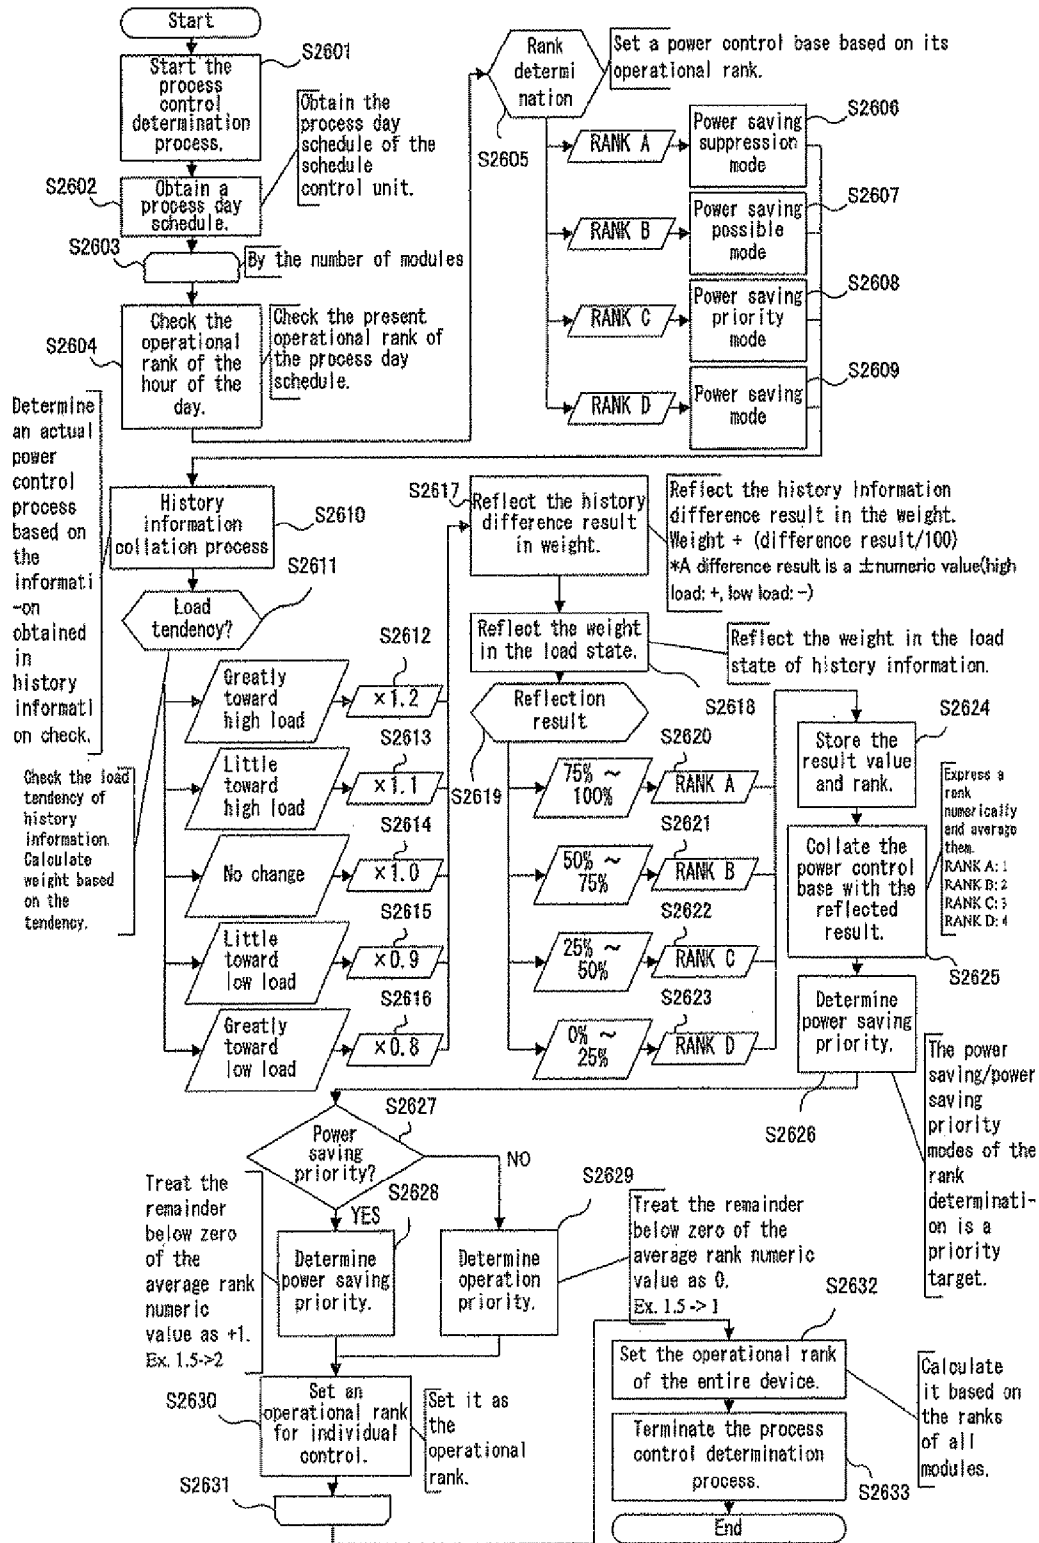 Start
S2601
Start the
process
control
determination
process.
Obtain the
process day
schedule of the
schedule
control unit.
S2602
Obtain a
process day
schedule.
S2603
By the number of modules
S2604
Check the
operational
rank of the
hour of the
day.
Check the present
operational rank of
the process day
schedule.
Rank
determi
nation
Set a power control base based on its
operational rank.
S2605
RANK A
Power saving
suppression
mode
S2606
RANK B
Power saving
possible
mode
S2607
RANK C
Power saving
priority
mode
S2608
RANK D
Power saving
mode
S2609
Determine
an actual
power
control
process
based on
the
informati
-on
obtained
in
history
informati
on check.
History
information
collation process
S2610
S2611
Load
tendency?
Check the load
tendency of
history
information.
Calculate
weight based
on the
tendency.
Greatly
toward
high load
S2612
×1.2
Little
toward
high load
S2613
×1.1
No change
S2614
×1.0
Little
toward
low load
S2615
×0.9
Greatly
toward
low load
S2616
×0.8
S2617
Reflect the history
difference result
in weight.
Reflect the history information
difference result in the weight.
Weight + (difference result/100)
*A difference result is a ±numeric value(high
load: +, low load: -)
Reflect the weight
in the load state.
Reflect the weight in the load
state of history information.
S2618
Reflection
result
S2619
75% ~
100%
S2620
RANK A
50% ~
75%
S2621
RANK B
25% ~
50%
S2622
RANK C
0% ~
25%
S2623
RANK D
S2624
Store the
result value
and rank.
Express a
rank
numerically
and average
them.
RANK A: 1
RANK B: 2
RANK C: 3
RANK D: 4
Collate the
power control
base with the
reflected
result.
S2625
Determine
power saving
priority.
S2626
The power
saving/power
saving
priority
modes of the
rank
determinati-
on is a
priority
target.
S2627
Power
saving
priority?
NO
YES
Treat the
remainder
below zero
of the
average rank
numeric
value as +1.
Ex. 1.5->2
S2628
Determine
power saving
priority.
S2629
Determine
operation
priority.
Treat the remainder
below zero of the
average rank numeric
value as 0.
Ex. 1.5 -> 1
S2630
Set an
operational rank
for individual
control.
Set it as
the
operational
rank.
S2631
S2632
Set the operational rank
of the entire device.
Calculate
it based on
the ranks
of all
modules.
Terminate the process
control determination
process.
S2633
End